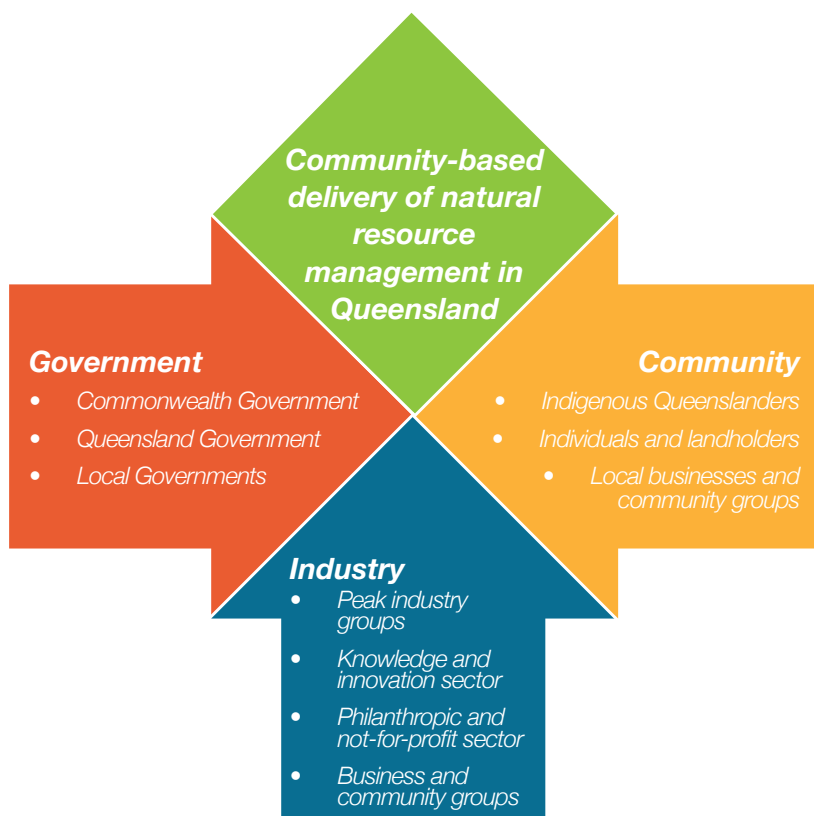 Community-based
delivery of natural
resource
management in
Queensland
Government
• Commonwealth Government
• Queensland Government
• Local Governments
Community
• Indigenous Queenslanders
• Individuals and landholders
• Local businesses and
community groups
Industry
• Peak industry
groups
• Knowledge and
innovation sector
• Philanthropic and
not-for-profit sector
• Business and
community groups